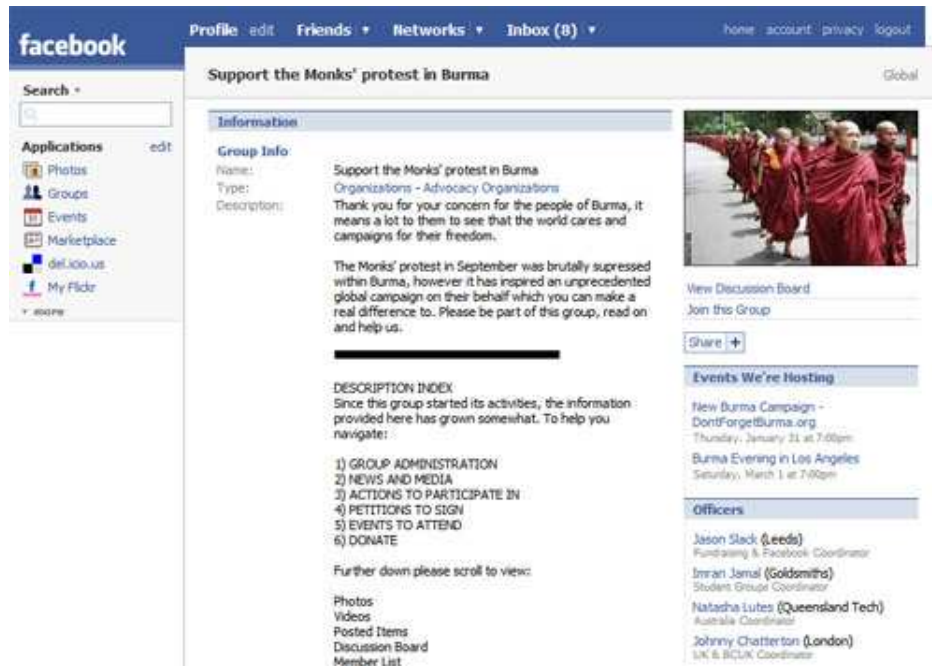 facebook
Profile edit Friends Networks Inbox (8)
home account privacy logout
Search
Applications edit
Photos
Groups
Events
Marketplace
del.icio.us
My Flickr
more
Support the Monks' protest in Burma
Global
Information
Group Info
Name: Support the Monks' protest in Burma
Type: Organizations - Advocacy Organizations
Description: Thank you for your concern for the people of Burma, it
means a lot to them to see that the world cares and
campaigns for their freedom.
The Monks' protest in September was brutally supressed
within Burma, however it has inspired an unprecedented
global campaign on their behalf which you can make a
real difference to. Please be part of this group, read on
and help us.
DESCRIPTION INDEX
Since this group started its activities, the information
provided here has grown somewhat. To help you
navigate:
1) GROUP ADMINISTRATION
2) NEWS AND MEDIA
3) ACTIONS TO PARTICIPATE IN
4) PETITIONS TO SIGN
5) EVENTS TO ATTEND
6) DONATE
Further down please scroll to view:
Photos
Videos
Posted Items
Discussion Board
Member List
View Discussion Board
Join this Group
Share +
Events We're Hosting
New Burma Campaign -
DontForgetBurma.org
Thursday, January 31 at 7:00pm
Burma Evening in Los Angeles
Saturday, March 1 at 7:00pm
Officers
Jason Slack (Leeds)
Fundraising & Facebook Coordinator
Imran Jamal (Goldsmiths)
Student Groups Coordinator
Natasha Lutes (Queensland Tech)
Australia Coordinator
Johnny Chatterton (London)
UK & BCUK Coordinator